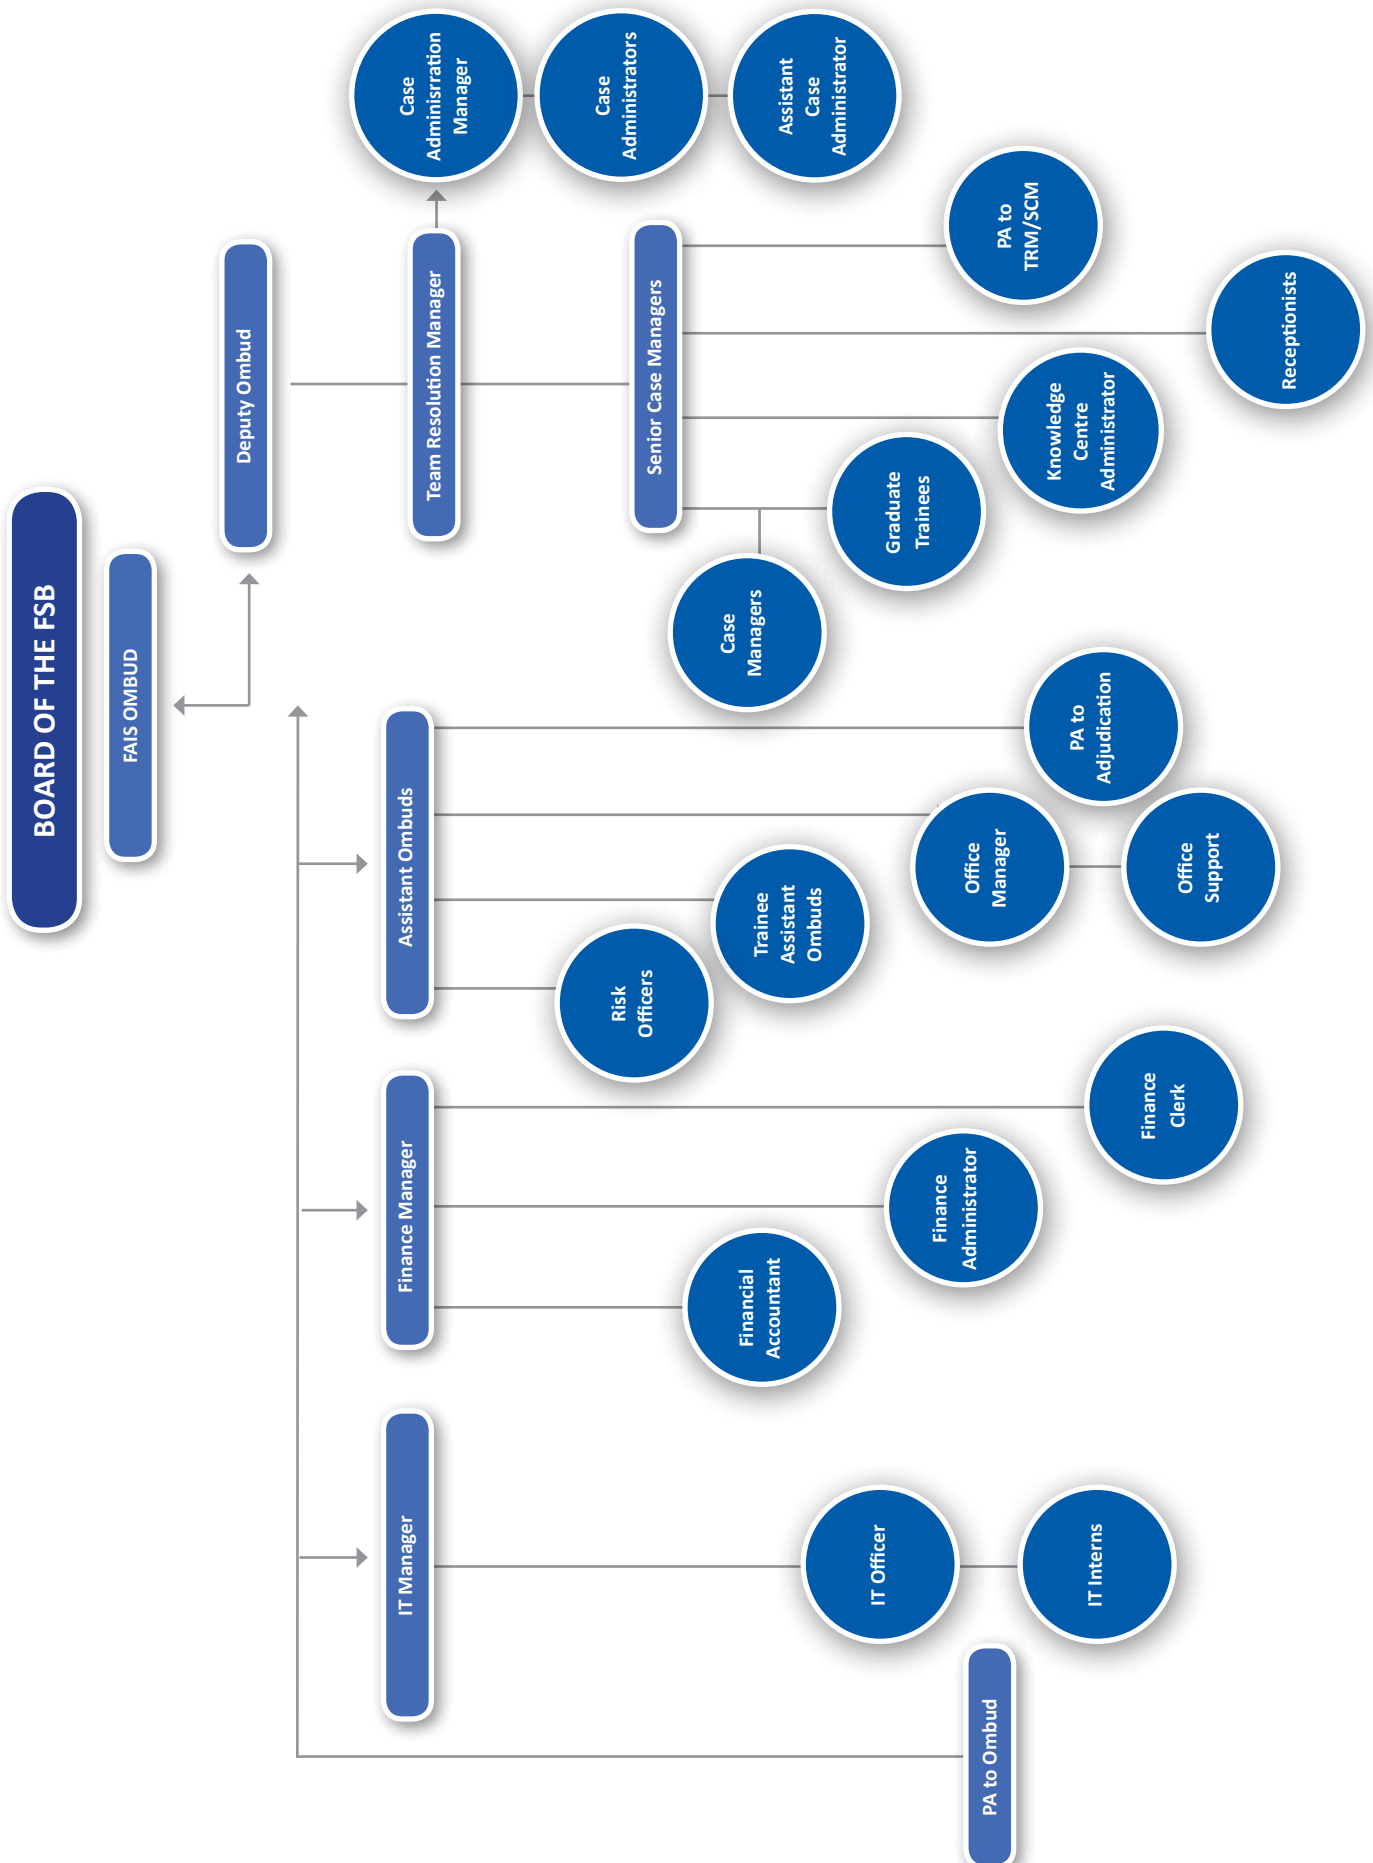 BOARD OF THE FSB
FAIS OMBUD
Deputy Ombud
Team Resolution Manager
Case
Adminisrration
Manager
Case
Administrators
Assistant
Case
Administrator
Senior Case Managers
Case
Managers
Graduate
Trainees
Knowledge
Centre
Administrator
Receptionists
PA to
TRM/SCM
Assistant Ombuds
Risk
Officers
Trainee
Assistant
Ombuds
Office
Manager
Office
Support
PA to
Adjudication
Finance Manager
Financial
Accountant
Finance
Administrator
Finance
Clerk
IT Manager
IT Officer
IT Interns
PA to Ombud